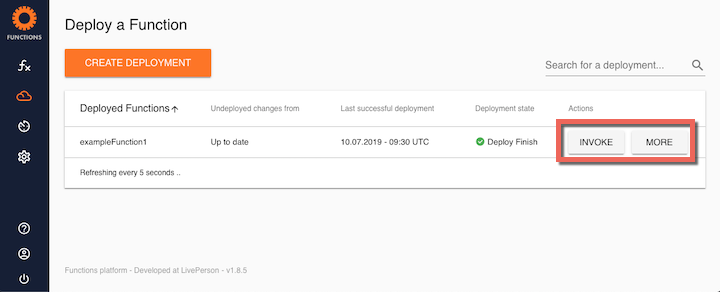 Deploy a Function
FUNCTIONS
CREATE DEPLOYMENT
Search for a deployment...
Deployed Functions Undeployed changes from Last successful deployment Deployment state Actions
exampleFunction1 Up to date 10.07.2019 - 09:30 UTC Deploy Finish INVOKE MORE
Refreshing every 5 seconds ..
Functions platform - Developed at LivePerson - v1.8.5